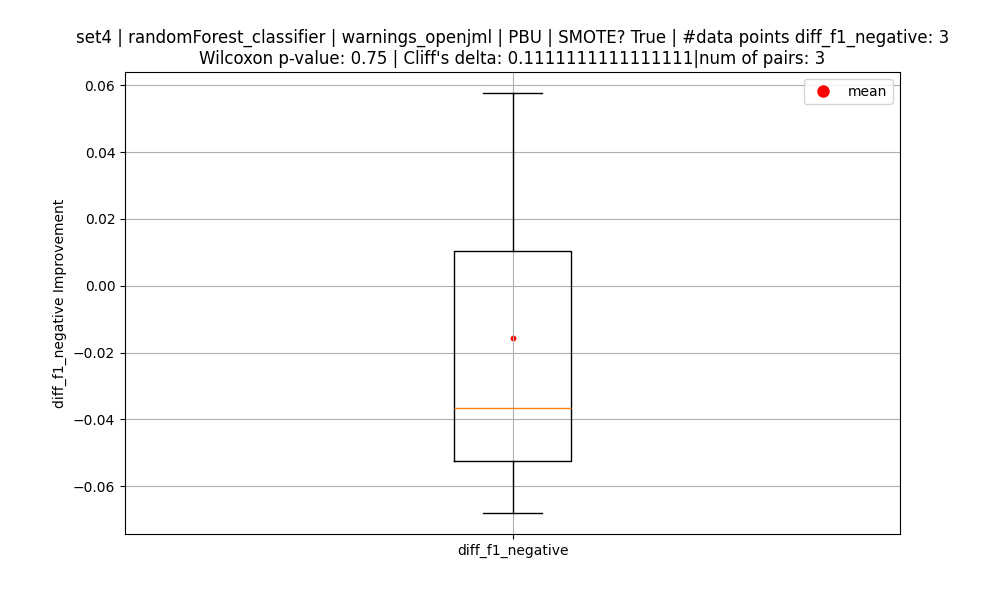 set4 | randomForest_classifier | warnings_openjml | PBU | SMOTE? True | #data points diff_f1_negative: 3
Wilcoxon p-value: 0.75 | Cliff's delta: 0.1111111111111111|num of pairs: 3
mean
0.06
0.04
0.02
0.00
−0.02
−0.04
−0.06
diff_f1_negative Improvement
diff_f1_negative